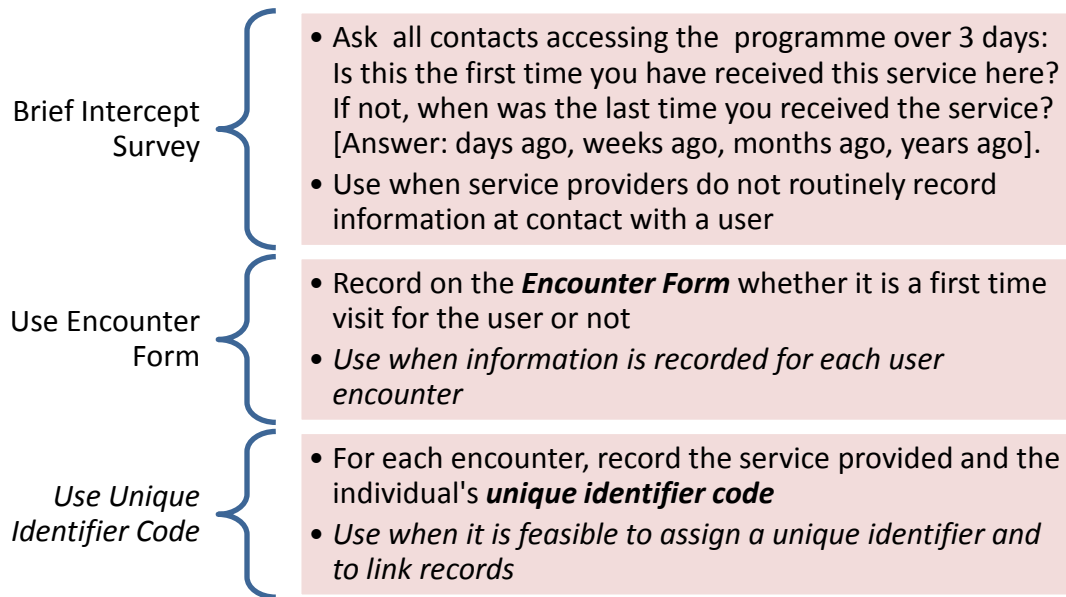 Brief Intercept
Survey
• Ask all contacts accessing the programme over 3 days:
Is this the first time you have received this service here?
If not, when was the last time you received the service?
[Answer: days ago, weeks ago, months ago, years ago].
• Use when service providers do not routinely record
information at contact with a user
Use Encounter
Form
• Record on the Encounter Form whether it is a first time
visit for the user or not
• Use when information is recorded for each user
encounter
Use Unique
Identifier Code
• For each encounter, record the service provided and the
individual's unique identifier code
• Use when it is feasible to assign a unique identifier and
to link records